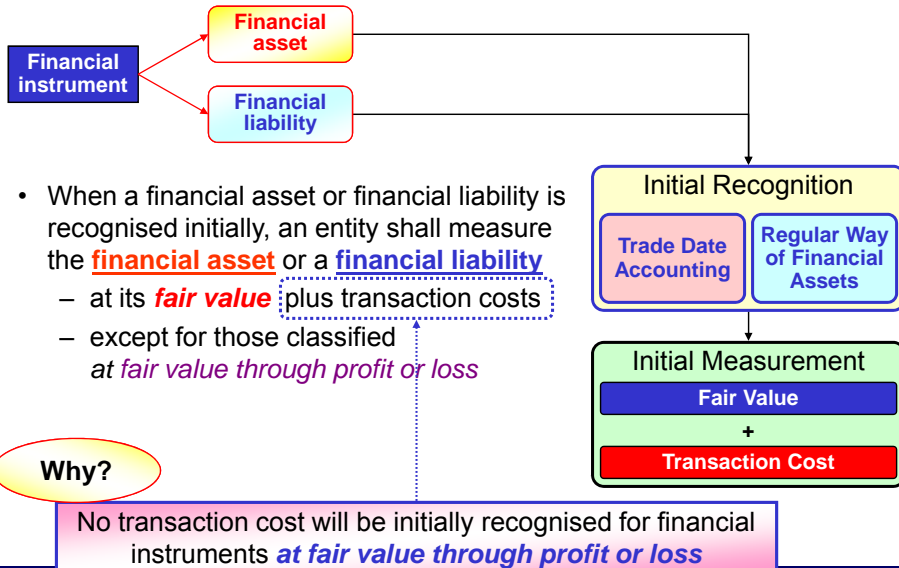 Financial
instrument
Financial
asset
Financial
liability
• When a financial asset or financial liability is
recognised initially, an entity shall measure
the financial asset or a financial liability
– at its fair value plus transaction costs
– except for those classified
at fair value through profit or loss
Initial Recognition
Trade Date
Accounting
Regular Way
of Financial
Assets
Initial Measurement
Fair Value
+
Transaction Cost
Why?
No transaction cost will be initially recognised for financial
instruments at fair value through profit or loss